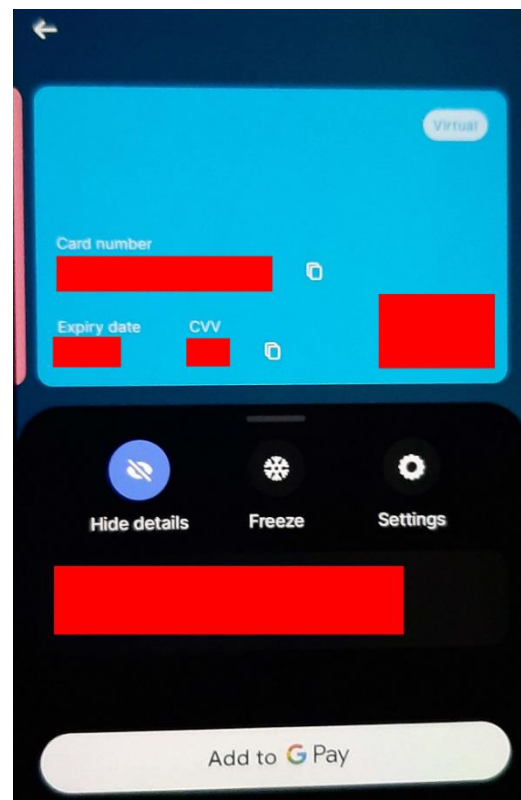 Virtual
Card number
Expiry date CVV
Hide details Freeze Settings
Add to G Pay